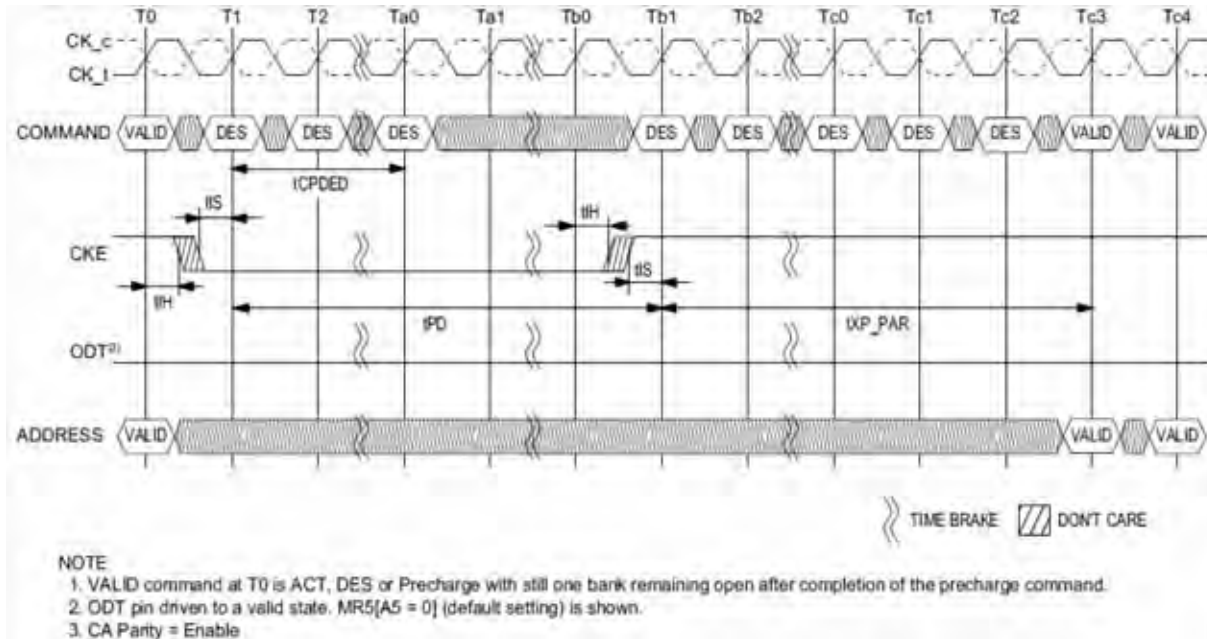 T0 T1 T2 Ta0 Ta1 Tb0 Tb1 Tb2 Tc0 Tc1 Tc2 Tc3 Tc4
CK_c
CK_t
COMMAND VALID DES DES DES DES DES DES DES DES VALID VALID
tCPDED
tIS tIH
CKE
tIH tIS
tPD tXP_PAR
ODT2)
ADDRESS VALID VALID VALID
TIME BRAKE DON'T CARE
NOTE
1. VALID command at T0 is ACT, DES or Precharge with still one bank remaining open after completion of the precharge command.
2. ODT pin driven to a valid state. MR5[A5 = 0] (default setting) is shown.
3. CA Parity = Enable